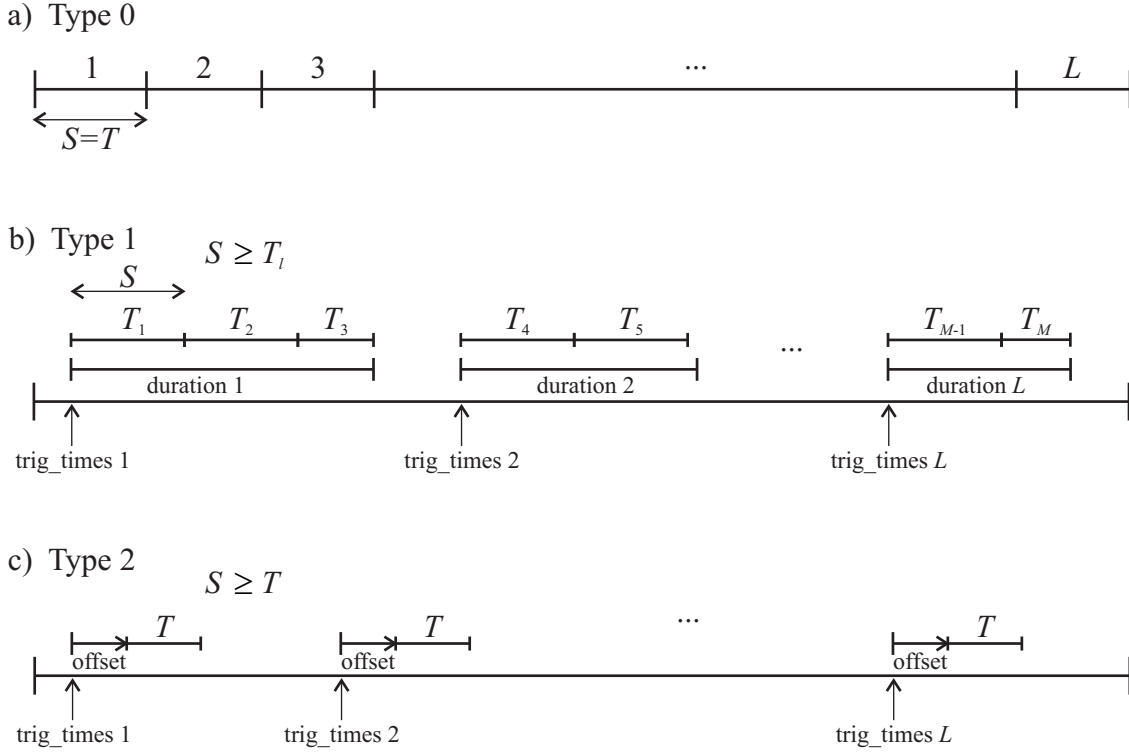 a) Type 0
1 2 3 ... L
S=T
b) Type 1
S ≥ T_l
S
T_1 T_2 T_3 T_4 T_5 ... T_{M-1} T_M
duration 1 duration 2 duration L
trig_times 1 trig_times 2 trig_times L
c) Type 2
S ≥ T
T T ... T
offset offset offset
trig_times 1 trig_times 2 trig_times L